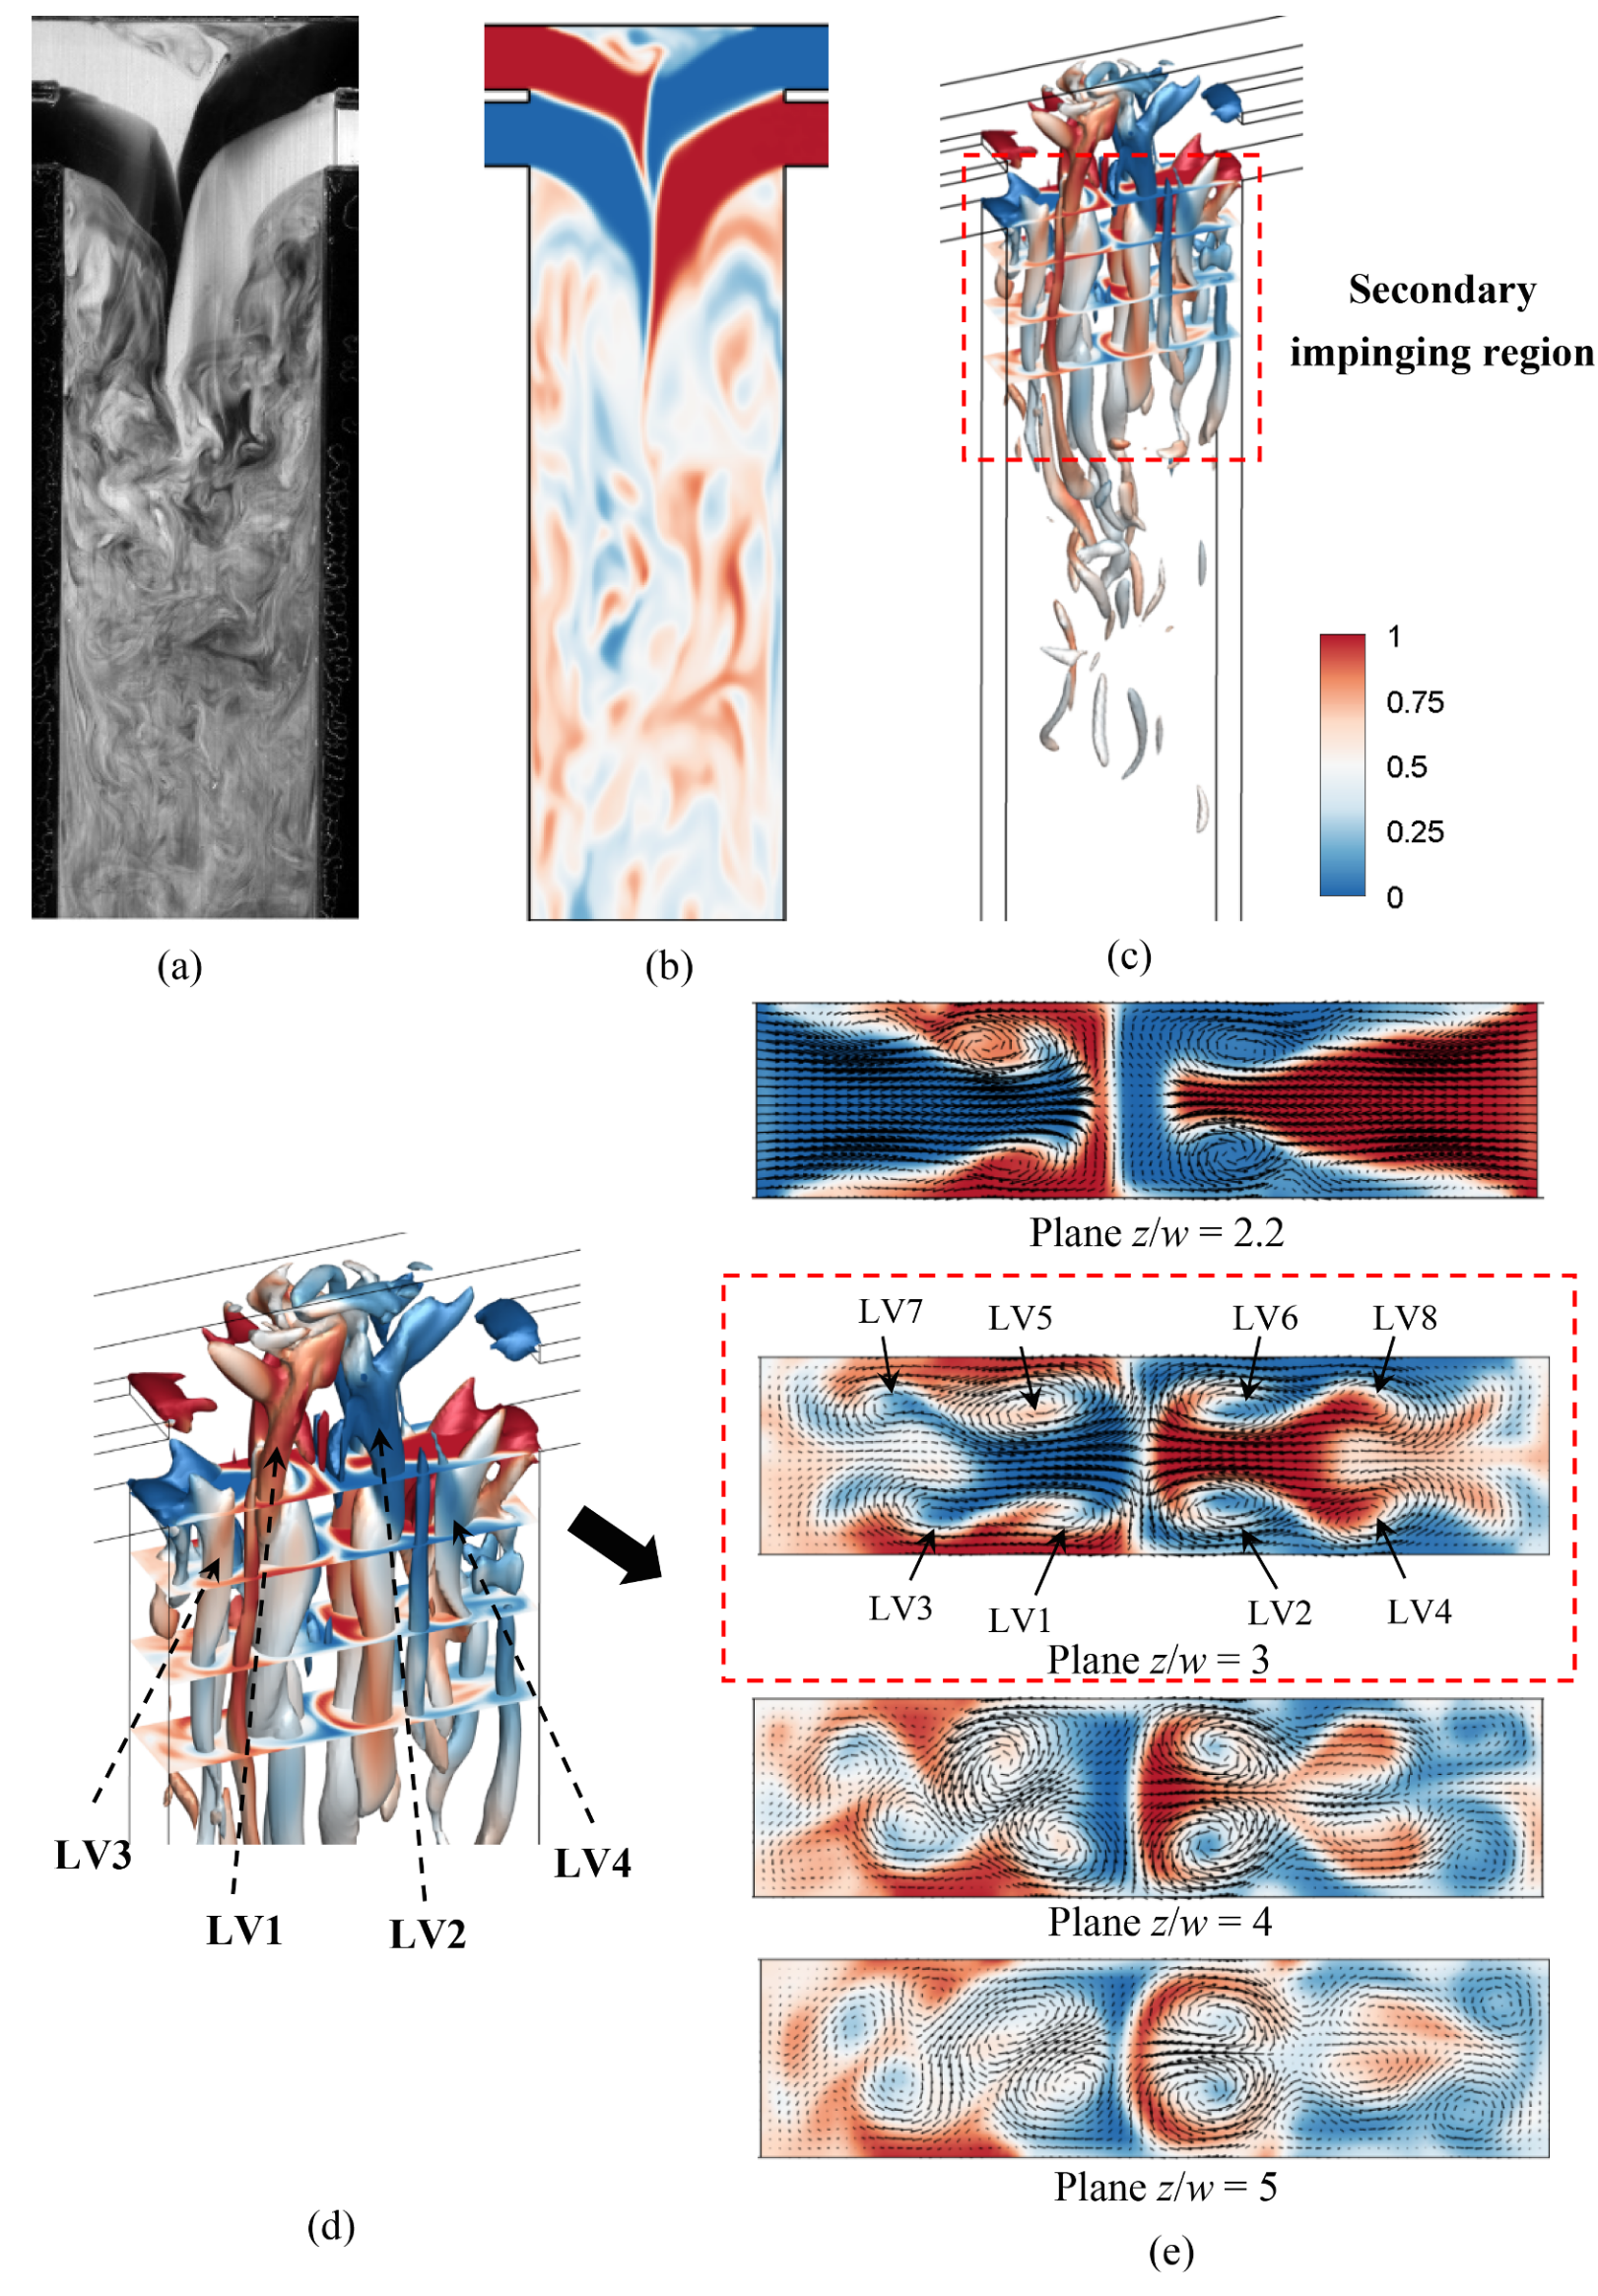 Secondary
impinging region
1
0.75
0.5
0.25
0
(a)
(b)
(c)
Plane z/w = 2.2
LV7
LV5
LV6
LV8
LV3
LV1
LV2
LV4
Plane z/w = 3
LV3
LV4
LV1
LV2
Plane z/w = 4
Plane z/w = 5
(d)
(e)